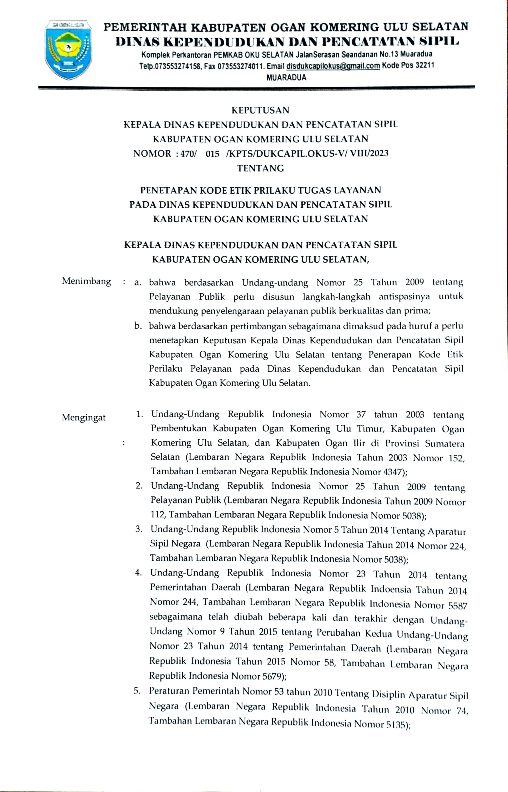 PEMERINTAH KABUPATEN OGAN KOMERING ULU SELATAN
DINAS KEPENDUDUKAN DAN PENCATATAN SIPIL
Komplek Perkantoran PEMKAB OKU SELATAN JalanSerasan Seandanan No.13 Muaradua
Telp.073553274158, Fax 073553274011. Email disdukcapilokus@gmail.com Kode Pos 32211
MUARADUA
KEPUTUSAN
KEPALA DINAS KEPENDUDUKAN DAN PENCATATAN SIPIL
KABUPATEN OGAN KOMERING ULU SELATAN
NOMOR : 470/ 015 /KPTS/DUKCAPIL.OKUS-V/ VIII/2023
TENTANG
PENETAPAN KODE ETIK PRILAKU TUGAS LAYANAN
PADA DINAS KEPENDUDUKAN DAN PENCATATAN SIPIL
KABUPATEN OGAN KOMERING ULU SELATAN
KEPALA DINAS KEPENDUDUKAN DAN PENCATATAN SIPIL
KABUPATEN OGAN KOMERING ULU SELATAN,
Menimbang : a. bahwa berdasarkan Undang-undang Nomor 25 Tahun 2009 tentang
Pelayanan Publik perlu disusun langkah-langkah antispasinya untuk
mendukung penyelengaraan pelayanan publik berkualitas dan prima;
b. bahwa berdasarkan pertimbangan sebagaimana dimaksud pada huruf a perlu
menetapkan Keputusan Kepala Dinas Kependudukan dan Pencatatan Sipil
Kabupaten Ogan Komering Ulu Selatan tentang Penerapan Kode Etik
Perilaku Pelayanan pada Dinas Kependudukan dan Pencatatan Sipil
Kabupaten Ogan Komering Ulu Selatan.
Mengingat : 1. Undang-Undang Republik Indonesia Nomor 37 tahun 2003 tentang
Pembentukan Kabupaten Ogan Komering Ulu Timur, Kabupaten Ogan
Komering Ulu Selatan, dan Kabupaten Ogan Ilir di Provinsi Sumatera
Selatan (Lembaran Negara Republik Indonesia Tahun 2003 Nomor 152,
Tambahan Lembaran Negara Republik Indonesia Nomor 4347);
2. Undang-Undang Republik Indonesia Nomor 25 Tahun 2009 tentang
Pelayanan Publik (Lembaran Negara Republik Indonesia Tahun 2009 Nomor
112, Tambahan Lembaran Negara Republik Indonesia Nomor 5038);
3. Undang-Undang Republik Indonesia Nomor 5 Tahun 2014 Tentang Aparatur
Sipil Negara (Lembaran Negara Republik Indonesia Tahun 2014 Nomor 224,
Tambahan Lembaran Negara Republik Indonesia Nomor 5038);
4. Undang-Undang Republik Indonesia Nomor 23 Tahun 2014 tentang
Pemerintahan Daerah (Lembaran Negara Republik Indoensia Tahun 2014
Nomor 244, Tambahan Lembaran Negara Republik Indonesia Nomor 5587
sebagaimana telah diubah beberapa kali dan terakhir dengan Undang-
Undang Nomor 9 Tahun 2015 tentang Perubahan Kedua Undang-Undang
Nomor 23 Tahun 2014 tentang Pemerintahan Daerah (Lembaran Negara
Republik Indonesia Tahun 2015 Nomor 58, Tambahan Lembaran Negara
Republik Indonesia Nomor 5679);
5. Peraturan Pemerintah Nomor 53 tahun 2010 Tentang Disiplin Aparatur Sipil
Negara (Lembaran Negara Republik Indonesia Tahun 2010 Nomor 74,
Tambahan Lembaran Negara Republik Indonesia Nomor 5135);